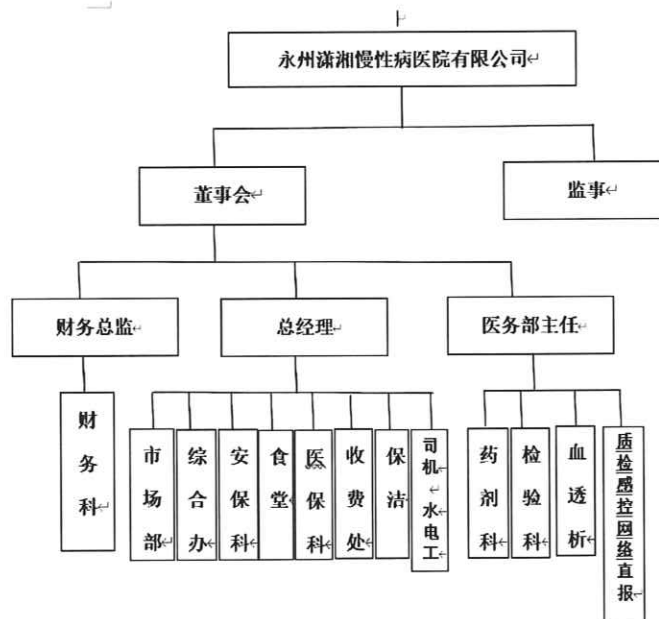 永州潇湘慢性病医院有限公司
董事会
监事
财务总监
总经理
医务部主任
财务科
市场部
综合办
安保科
食堂
医保科
收费处
保洁
司机
水电工
药剂科
检验科
血透析
质检感控网络直报